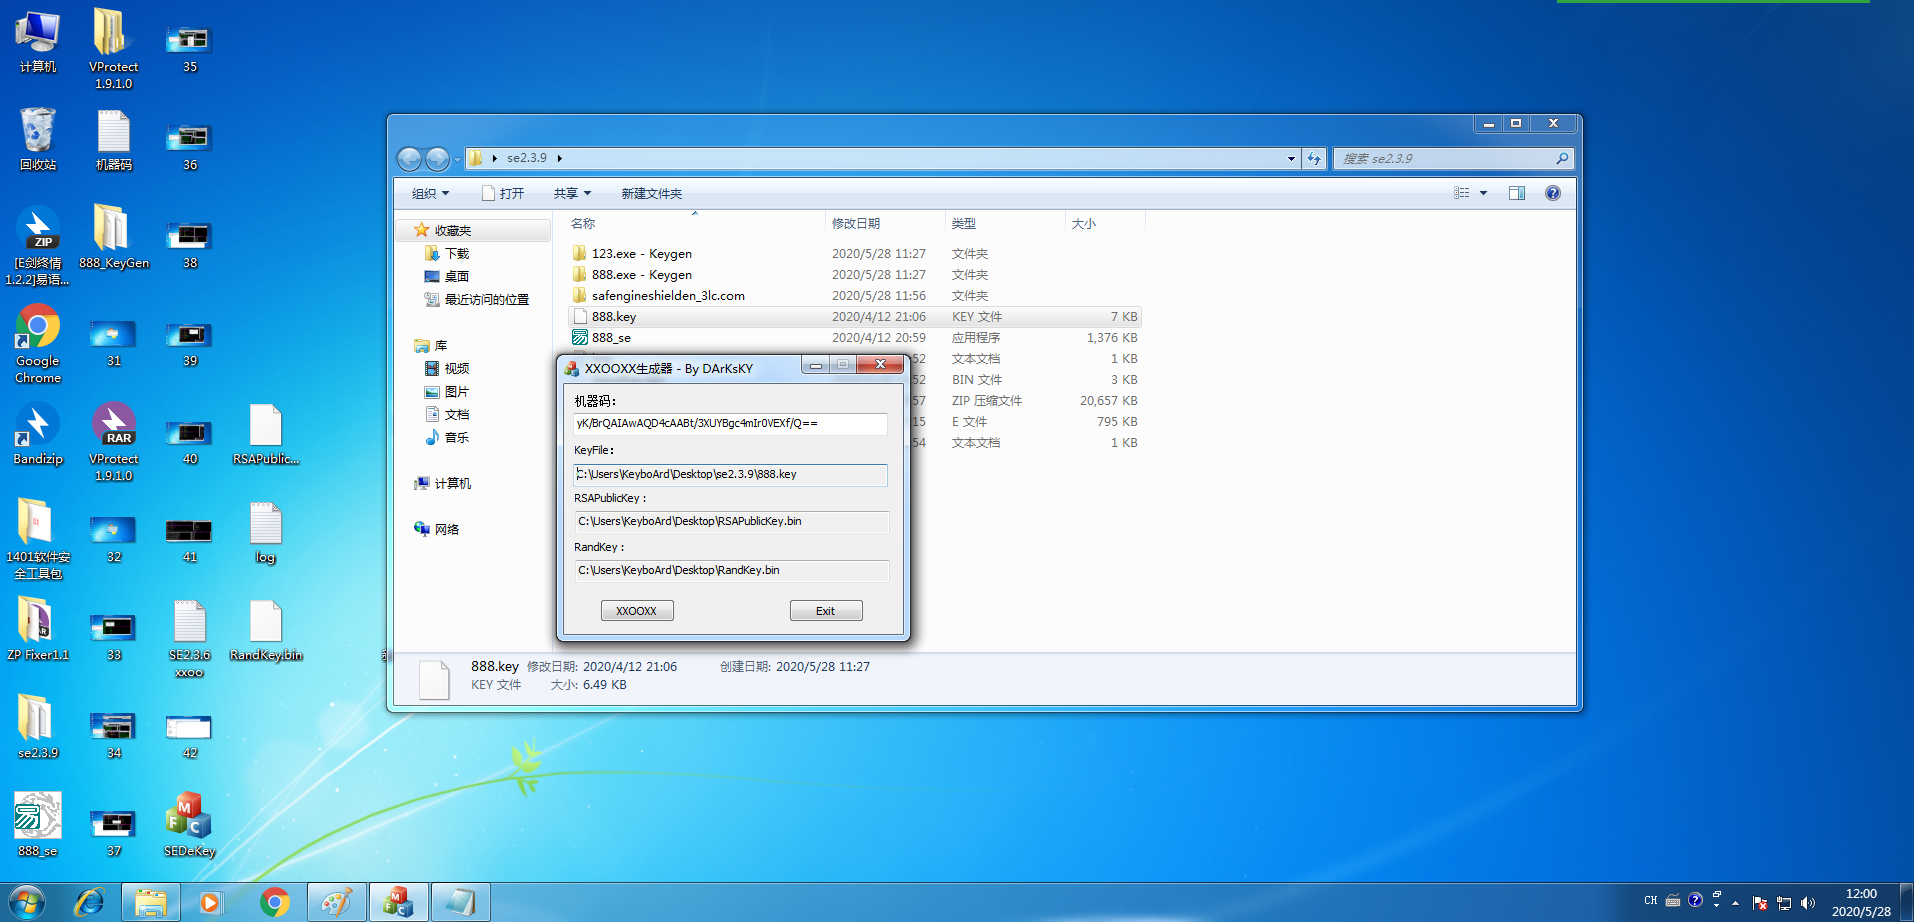 计算机
VProtect
1.9.1.0
35
回收站
机器码
36
[E剑终情
1.2.2]易语...
888_KeyGen
38
Google
Chrome
31
39
Bandizip
VProtect
1.9.1.0
40
RSAPublic...
1401软件安
全工具包
32
41
log
ZP Fixer1.1
33
SE2.3.6
xxoo
RandKey.bin
se2.3.9
34
42
888_se
37
SEDeKey
se2.3.9
搜索 se2.3.9
组织
打开
共享
新建文件夹
收藏夹
下载
桌面
最近访问的位置
库
视频
图片
文档
音乐
计算机
网络
名称 修改日期 类型 大小
123.exe - Keygen 2020/5/28 11:27 文件夹
888.exe - Keygen 2020/5/28 11:27 文件夹
safengineshielden_3lc.com 2020/5/28 11:56 文件夹
888.key 2020/4/12 21:06 KEY 文件 7 KB
888_se 2020/4/12 20:59 应用程序 1,376 KB
52 文本文档 1 KB
52 BIN 文件 3 KB
57 ZIP 压缩文件 20,657 KB
15 E 文件 795 KB
54 文本文档 1 KB
XXOOXX生成器 - By DArKsKY
机器码：
yK/BrQAIAwAQD4cAABt/3XUYBgc4mIr0VEXf/Q==
KeyFile：
C:\Users\KeyboArd\Desktop\se2.3.9\888.key
RSAPublicKey :
C:\Users\KeyboArd\Desktop\RSAPublicKey.bin
RandKey :
C:\Users\KeyboArd\Desktop\RandKey.bin
XXOOXX
Exit
888.key 修改日期: 2020/4/12 21:06 创建日期: 2020/5/28 11:27
KEY 文件 大小: 6.49 KB
CH
12:00
2020/5/28